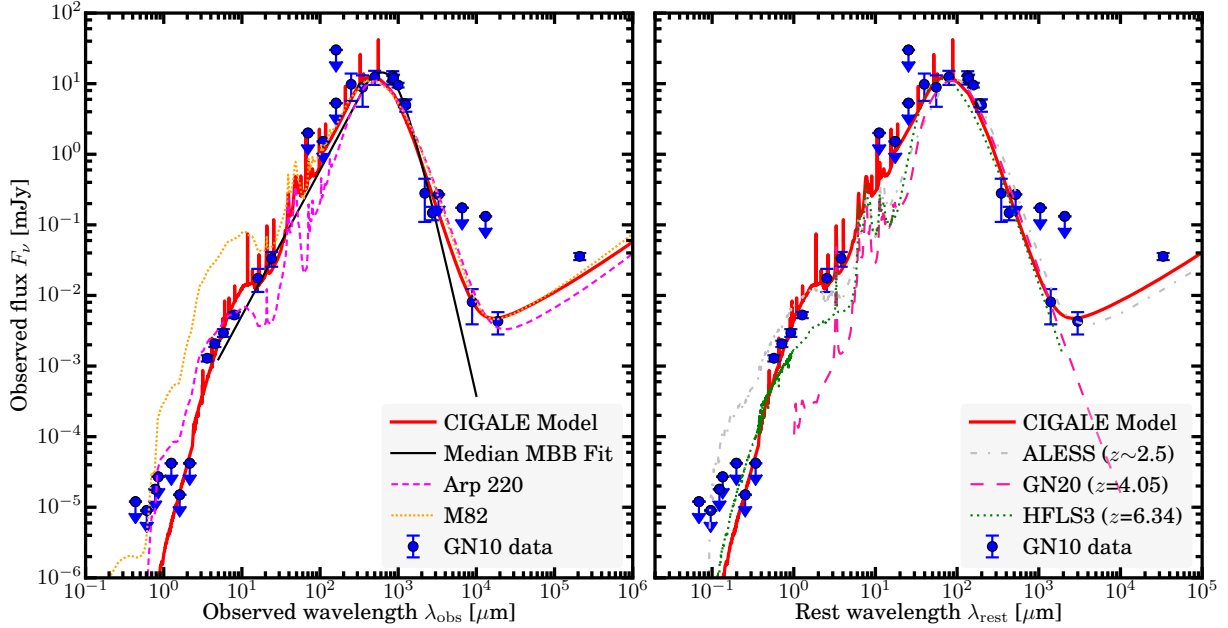 Observed flux Fν [mJy]
10²
10¹
10⁰
10⁻¹
10⁻²
10⁻³
10⁻⁴
10⁻⁵
10⁻⁶
CIGALE Model
Median MBB Fit
Arp 220
M82
GN10 data
10⁻¹ 10⁰ 10¹ 10² 10³ 10⁴ 10⁵ 10⁶
Observed wavelength λobs [μm]
CIGALE Model
ALESS (z~2.5)
GN20 (z=4.05)
HFLS3 (z=6.34)
GN10 data
10⁻¹ 10⁰ 10¹ 10² 10³ 10⁴ 10⁵
Rest wavelength λrest [μm]